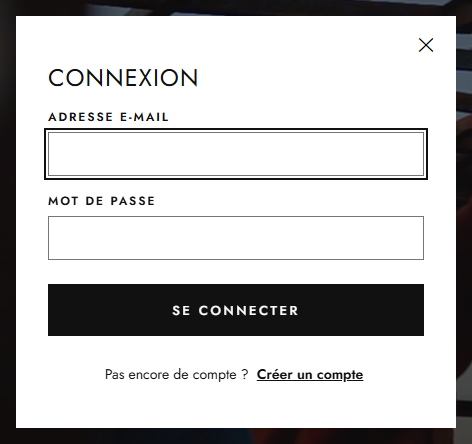 CONNEXION
ADRESSE E-MAIL
MOT DE PASSE
SE CONNECTER
Pas encore de compte ? Créer un compte